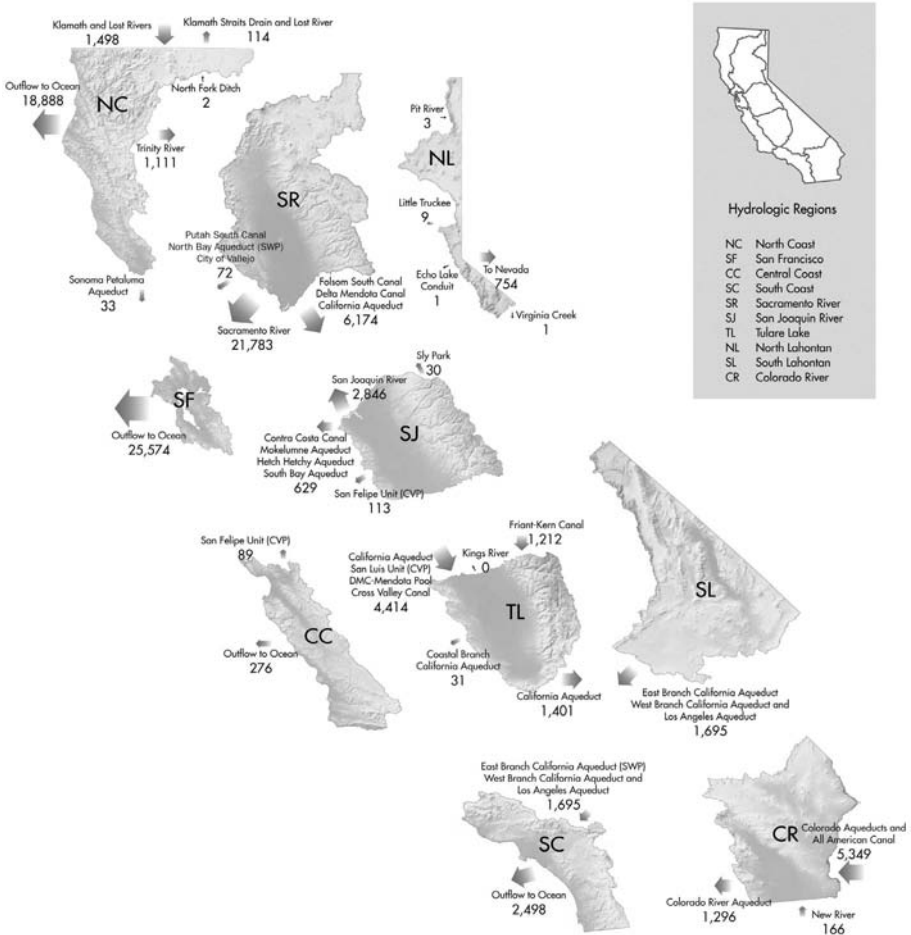 Klamath and Lost Rivers
1,498
Klamath Straits Drain and Lost River
114
Outflow to Ocean
18,888
NC
North Fork Ditch
2
Trinity River
1,111
Sonoma Petaluma
Aqueduct
33
SR
Putah South Canal
North Bay Aqueduct (SWP)
City of Vallejo
72
Sacramento River
21,783
Folsom South Canal
Delta Mendota Canal
California Aqueduct
6,174
Pit River
3
NL
Little Truckee
9
Echo Lake
Conduit
1
To Nevada
754
Virginia Creek
1
Hydrologic Regions
NC North Coast
SF San Francisco
CC Central Coast
SC South Coast
SR Sacramento River
SJ San Joaquin River
TL Tulare Lake
NL North Lahontan
SL South Lahontan
CR Colorado River
SF
Outflow to Ocean
25,574
Sly Park
30
San Joaquin River
2,846
SJ
Contra Costa Canal
Mokelumne Aqueduct
Hetch Hetchy Aqueduct
South Bay Aqueduct
629
San Felipe Unit (CVP)
113
San Felipe Unit (CVP)
89
CC
Outflow to Ocean
276
California Aqueduct
San Luis Unit (CVP)
DMC-Mendota Pool
Cross Valley Canal
4,414
Kings River
0
Friant-Kern Canal
1,212
TL
Coastal Branch
California Aqueduct
31
California Aqueduct
1,401
SL
East Branch California Aqueduct
West Branch California Aqueduct and
Los Angeles Aqueduct
1,695
East Branch California Aqueduct (SWP)
West Branch California Aqueduct and
Los Angeles Aqueduct
1,695
SC
Outflow to Ocean
2,498
CR
Colorado Aqueducts and
All American Canal
5,349
Colorado River Aqueduct
1,296
New River
166